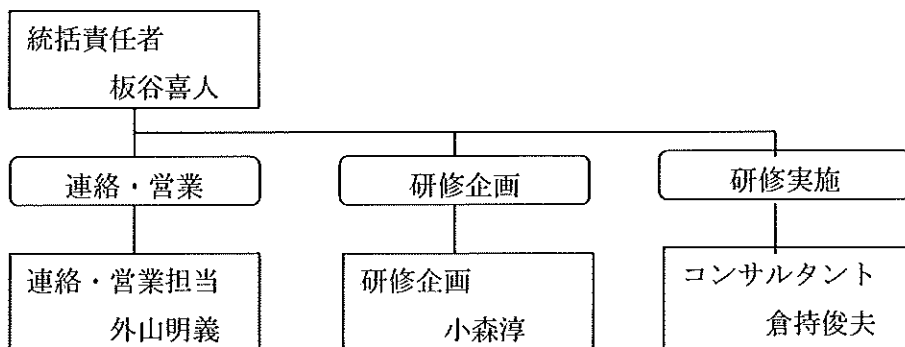 統括責任者
板谷喜人
連絡・営業
研修企画
研修実施
連絡・営業担当
外山明義
研修企画
小森淳
コンサルタント
倉持俊夫